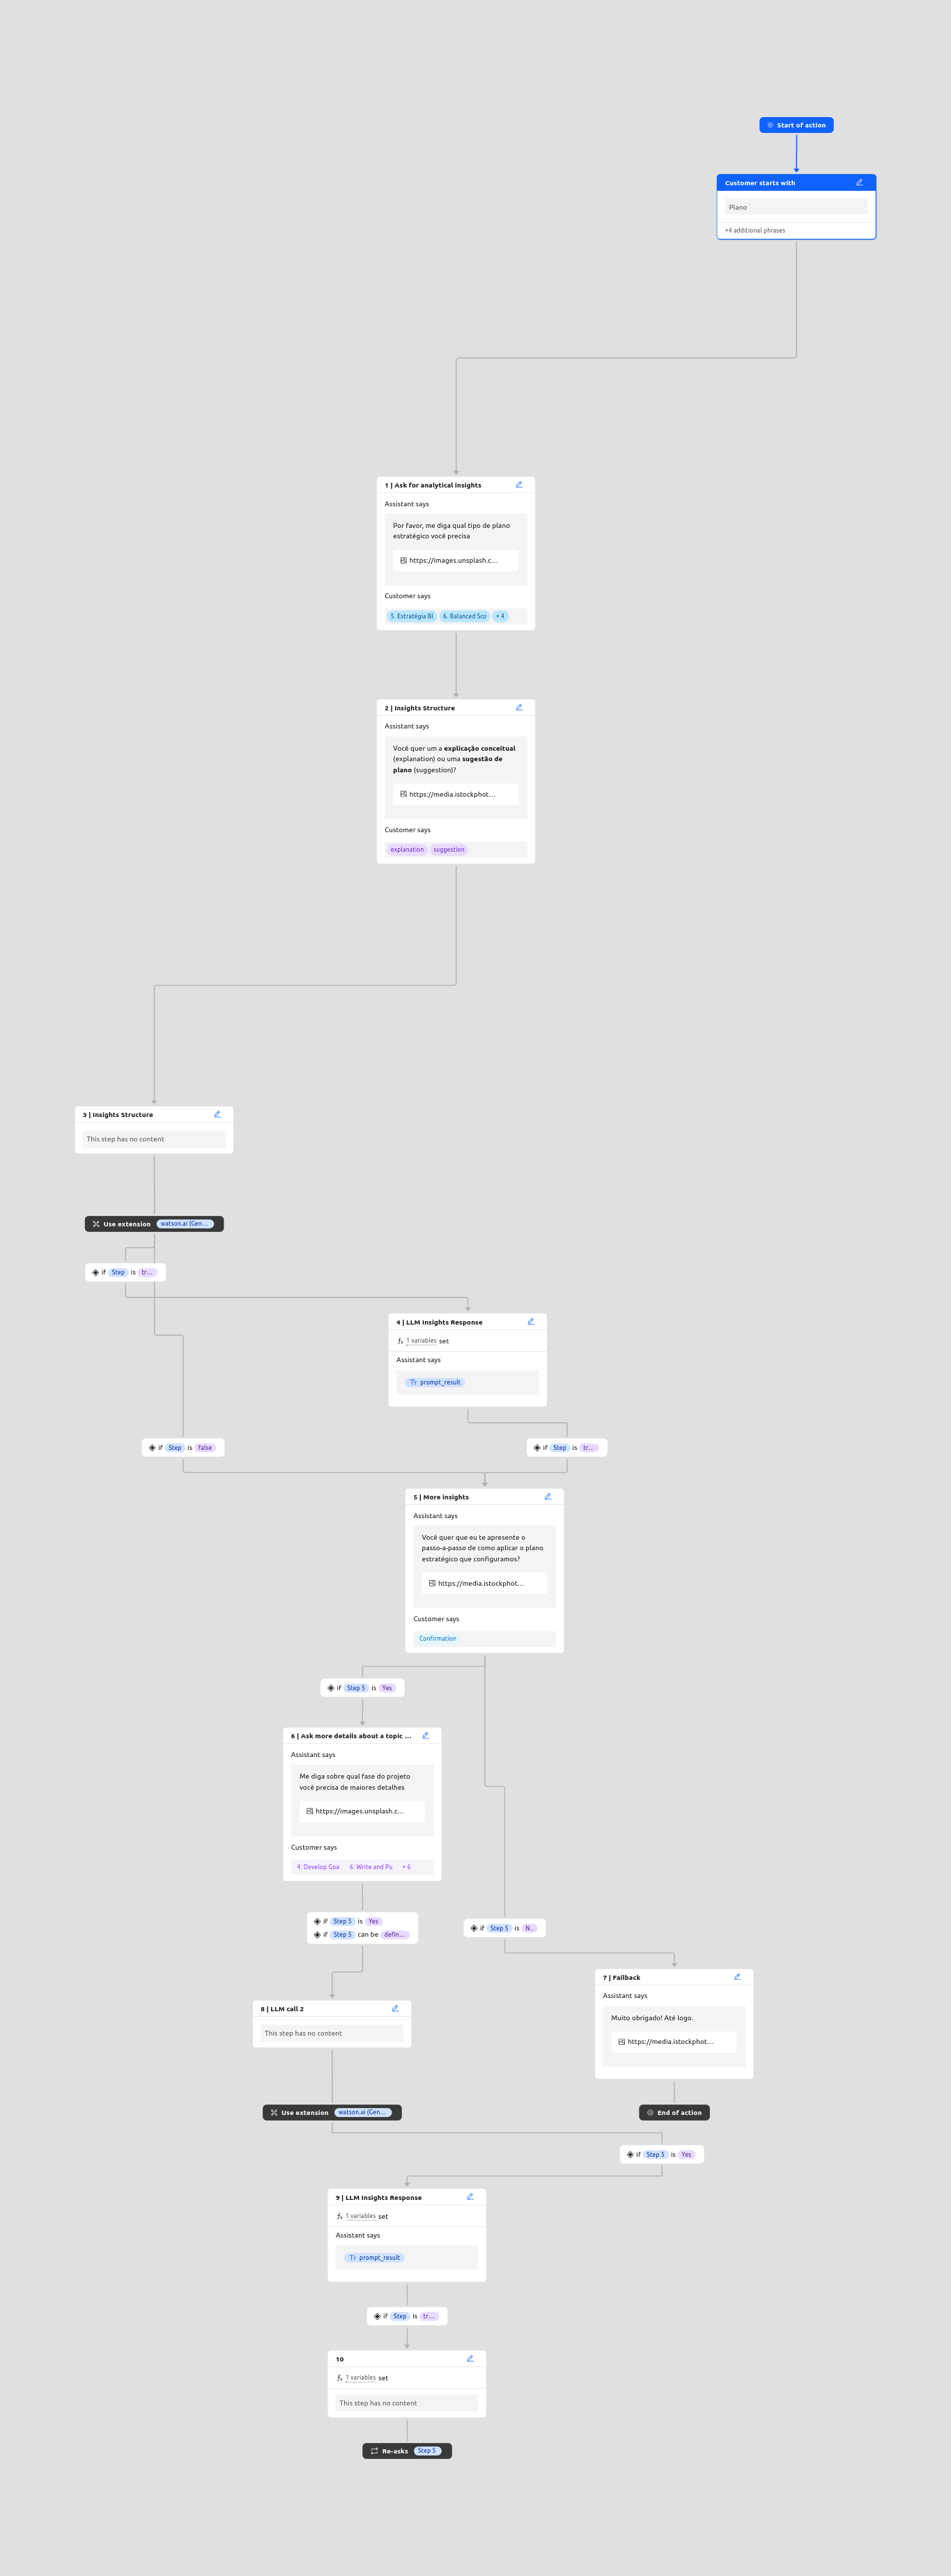 Start of action
Customer starts with
Plano
+4 additional phrases
1 | Ask for analytical insights
Assistant says
Por favor, me diga qual tipo de plano
estratégico você precisa
https://images.unsplash.c...
Customer says
5. Estratégia Bl 6. Balanced Sco + 4
2 | Insights Structure
Assistant says
Você quer um a explicação conceitual
(explanation) ou uma sugestão de
plano (suggestion)?
https://media.istockphot...
Customer says
explanation suggestion
3 | Insights Structure
This step has no content
Use extension watson.ai (Gen...
if Step is tr...
4 | LLM Insights Response
1 variables set
Assistant says
prompt_result
if Step is false
if Step is tr...
5 | More insights
Assistant says
Você quer que eu te apresente o
passo-a-passo de como aplicar o plano
estratégico que configuramos?
https://media.istockphot...
Customer says
Confirmation
if Step 5 is Yes
6 | Ask more details about a topic ...
Assistant says
Me diga sobre qual fase do projeto
você precisa de maiores detalhes
https://images.unsplash.c...
Customer says
4: Develop Goa 6: Write and Pu + 6
if Step 5 is Yes
if Step 5 can be defin...
if Step 5 is N...
7 | Failback
Assistant says
Muito obrigado! Até logo.
https://media.istockphot...
End of action
8 | LLM call 2
This step has no content
Use extension watson.ai (Gen...
if Step 5 is Yes
9 | LLM Insights Response
1 variables set
Assistant says
prompt_result
if Step is tr...
10
1 variables set
This step has no content
Re-asks Step 5